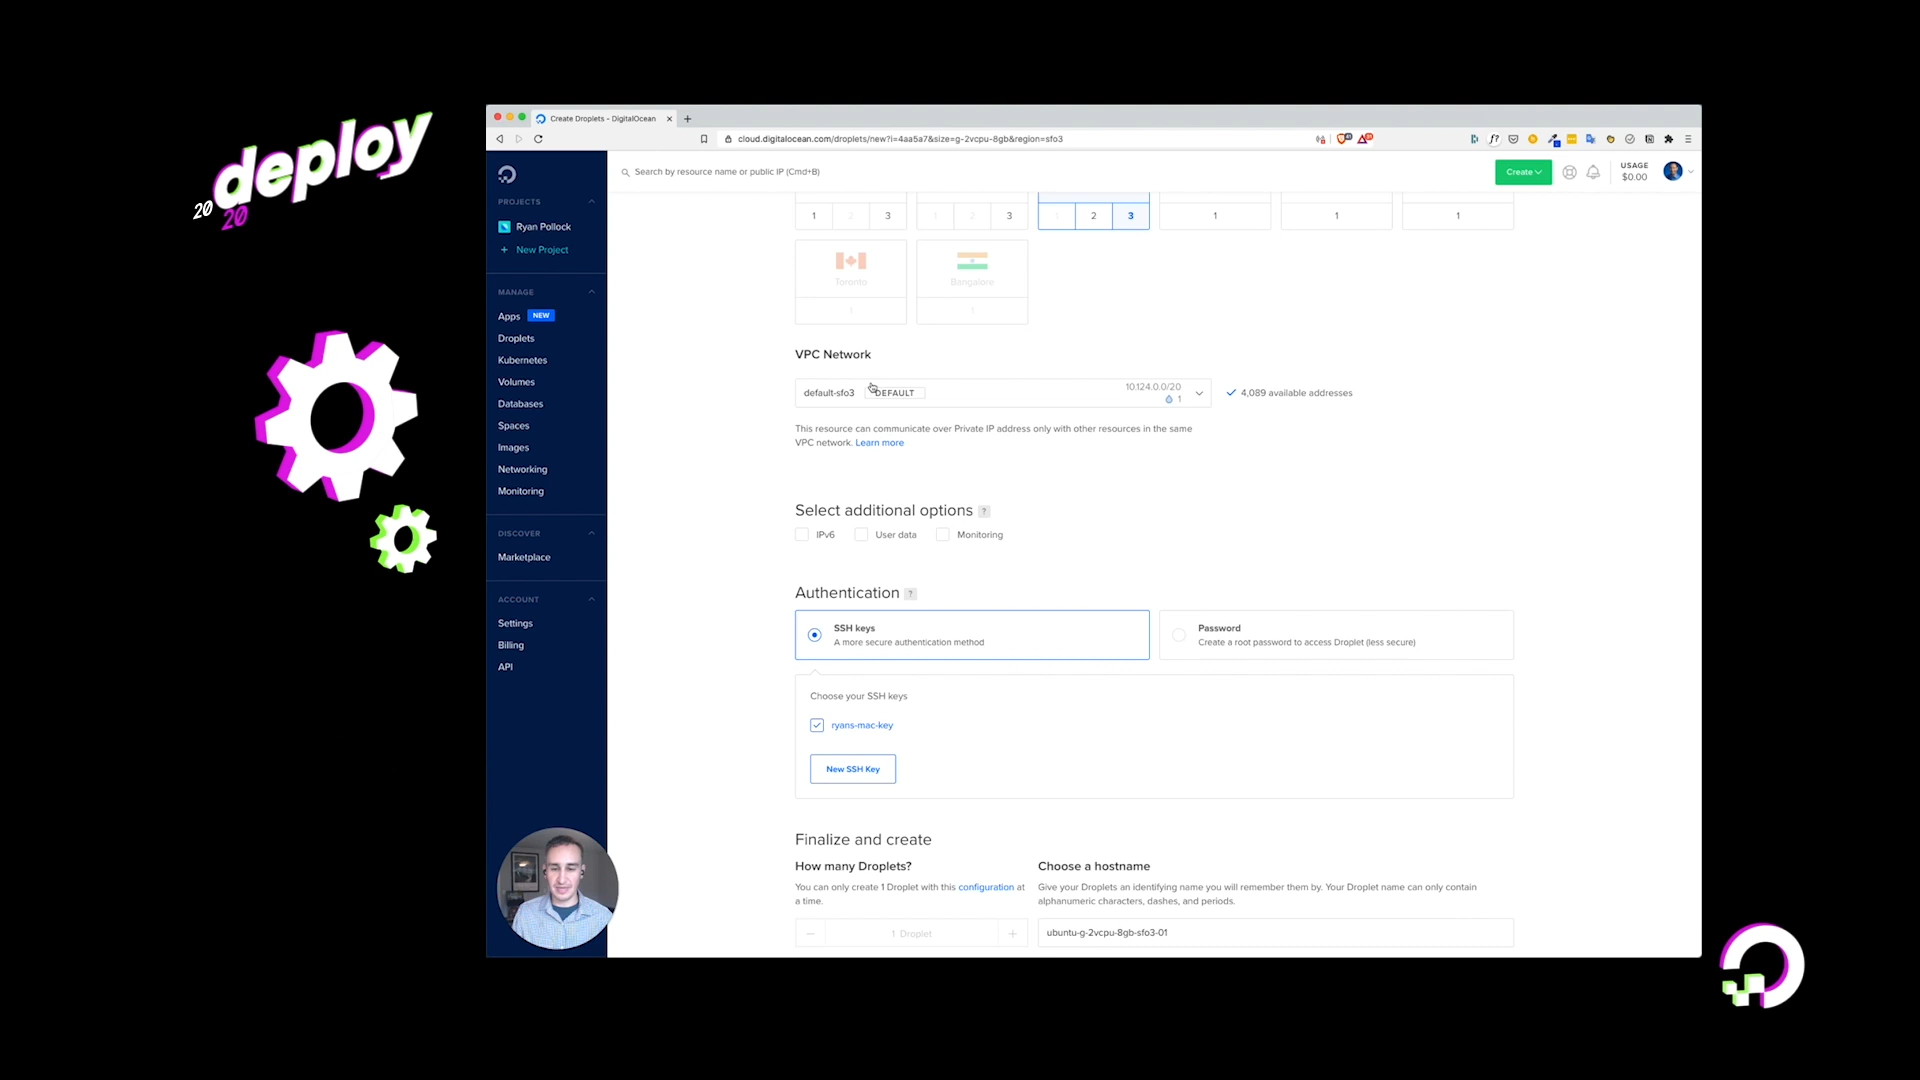 deploy
20
20
Create Droplets - DigitalOcean
cloud.digitalocean.com/droplets/new?i=4aa5a7&size=g-2vcpu-8gb&region=sfo3
Search by resource name or public IP (Cmd+B)
Create
USAGE
$0.00
PROJECTS
Ryan Pollock
+ New Project
MANAGE
Apps NEW
Droplets
Kubernetes
Volumes
Databases
Spaces
Images
Networking
Monitoring
DISCOVER
Marketplace
ACCOUNT
Settings
Billing
API
1 2 3 1 2 3 1 2 3 1 1 1
Toronto
Bangalore
1
VPC Network
default-sfo3 DEFAULT
10.124.0.0/20
1
4,089 available addresses
This resource can communicate over Private IP address only with other resources in the same
VPC network. Learn more
Select additional options ?
IPv6 User data Monitoring
Authentication ?
SSH keys
A more secure authentication method
Password
Create a root password to access Droplet (less secure)
Choose your SSH keys
ryans-mac-key
New SSH Key
Finalize and create
How many Droplets?
You can only create 1 Droplet with this configuration at
a time.
1 Droplet
Choose a hostname
Give your Droplets an identifying name you will remember them by. Your Droplet name can only contain
alphanumeric characters, dashes, and periods.
ubuntu-g-2vcpu-8gb-sfo3-01